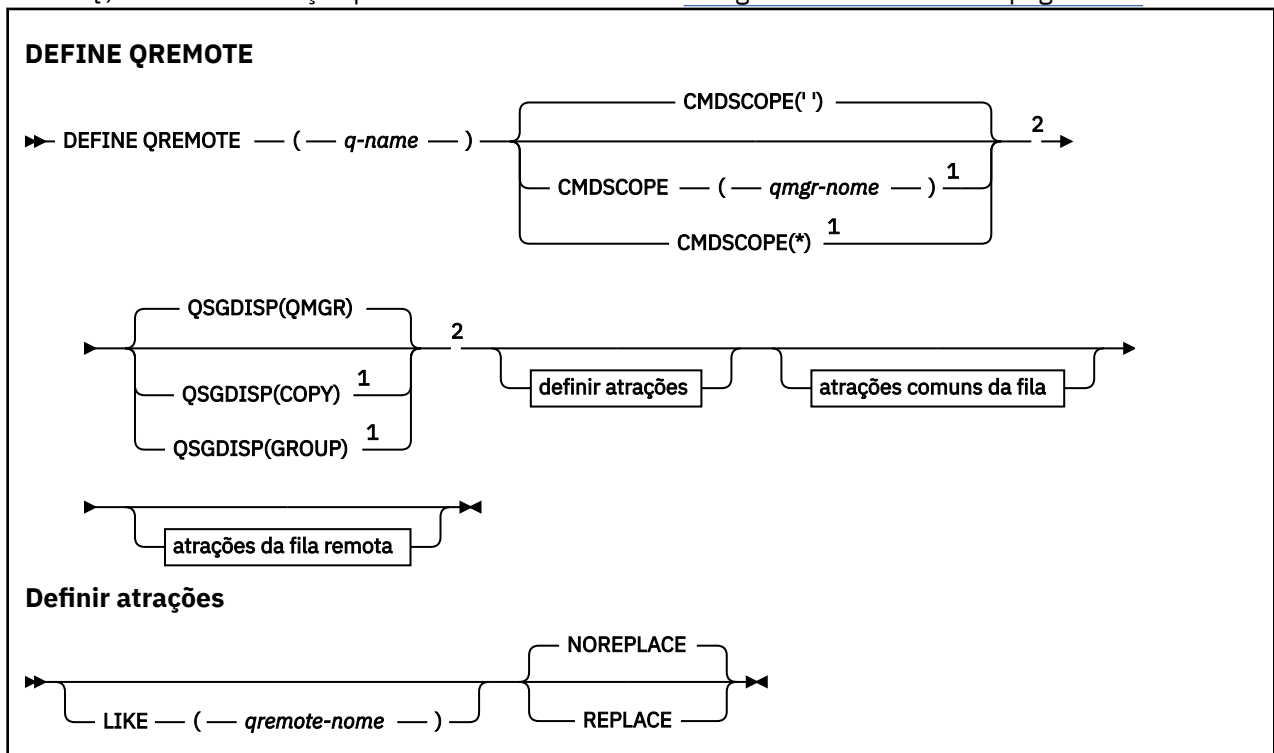 DEFINE QREMOTE
CMDSCOPE(' ')
DEFINE QREMOTE ( q-name ) 2
CMDSCOPE ( qmgr-nome ) 1
CMDSCOPE(*) 1
QSGDISP(QMGR)
2
QSGDISP(COPY) 1
definir atrações atrações comuns da fila
QSGDISP(GROUP) 1
atrações da fila remota
Definir atrações
NOREPLACE
LIKE ( qremote-nome ) REPLACE